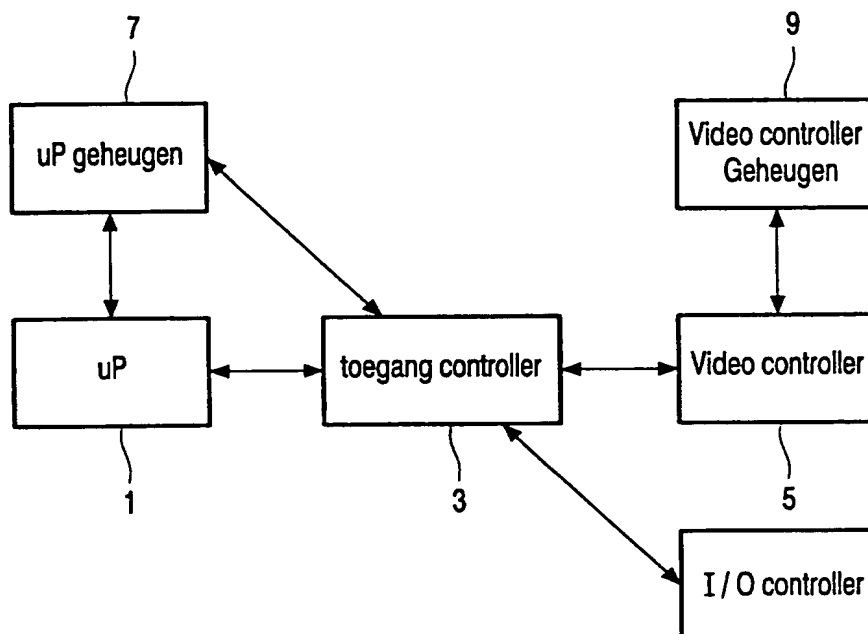 7
9
uP geheugen
Video controller
Geheugen
uP
toegang controller
Video controller
1
3
5
I / O controller